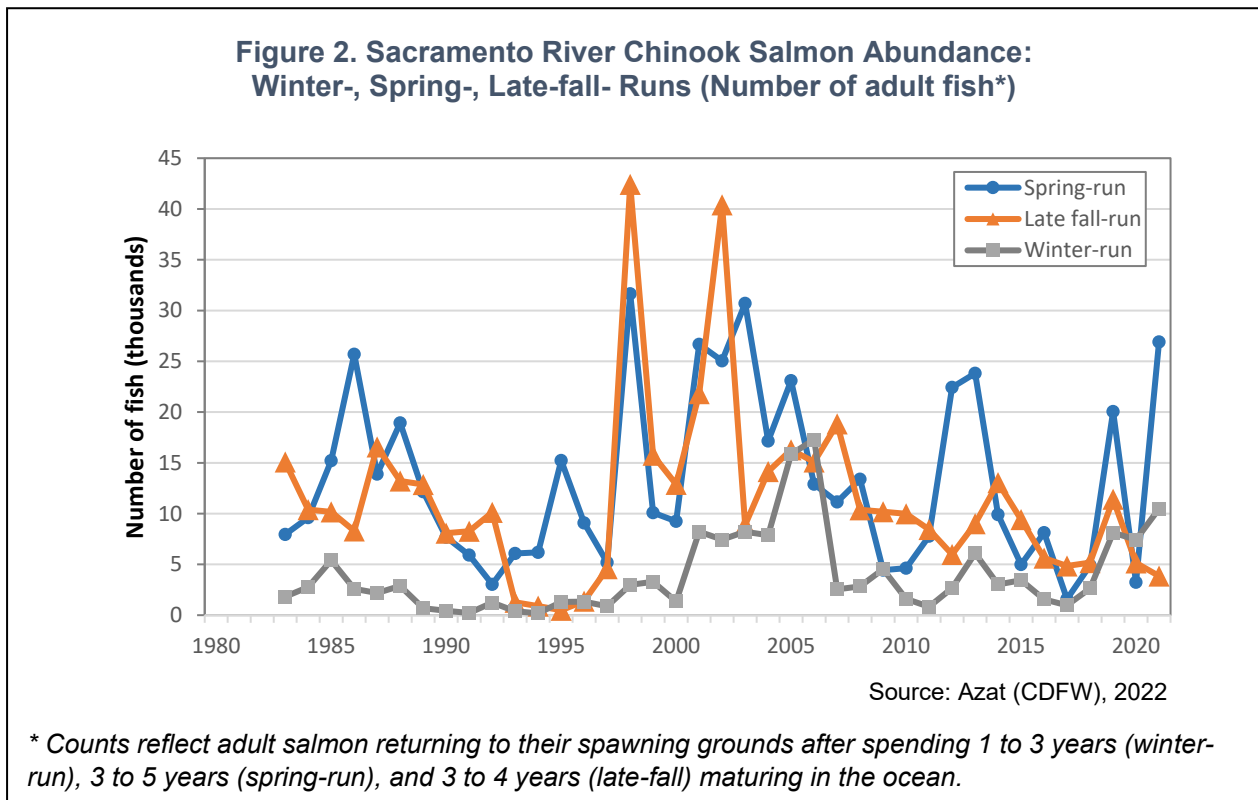 Figure 2. Sacramento River Chinook Salmon Abundance:
Winter-, Spring-, Late-fall- Runs (Number of adult fish*)
45
40
35
30
25
20
15
10
5
0
Number of fish (thousands)
Spring-run
Late fall-run
Winter-run
1980 1985 1990 1995 2000 2005 2010 2015 2020
Source: Azat (CDFW), 2022
* Counts reflect adult salmon returning to their spawning grounds after spending 1 to 3 years (winter-
run), 3 to 5 years (spring-run), and 3 to 4 years (late-fall) maturing in the ocean.